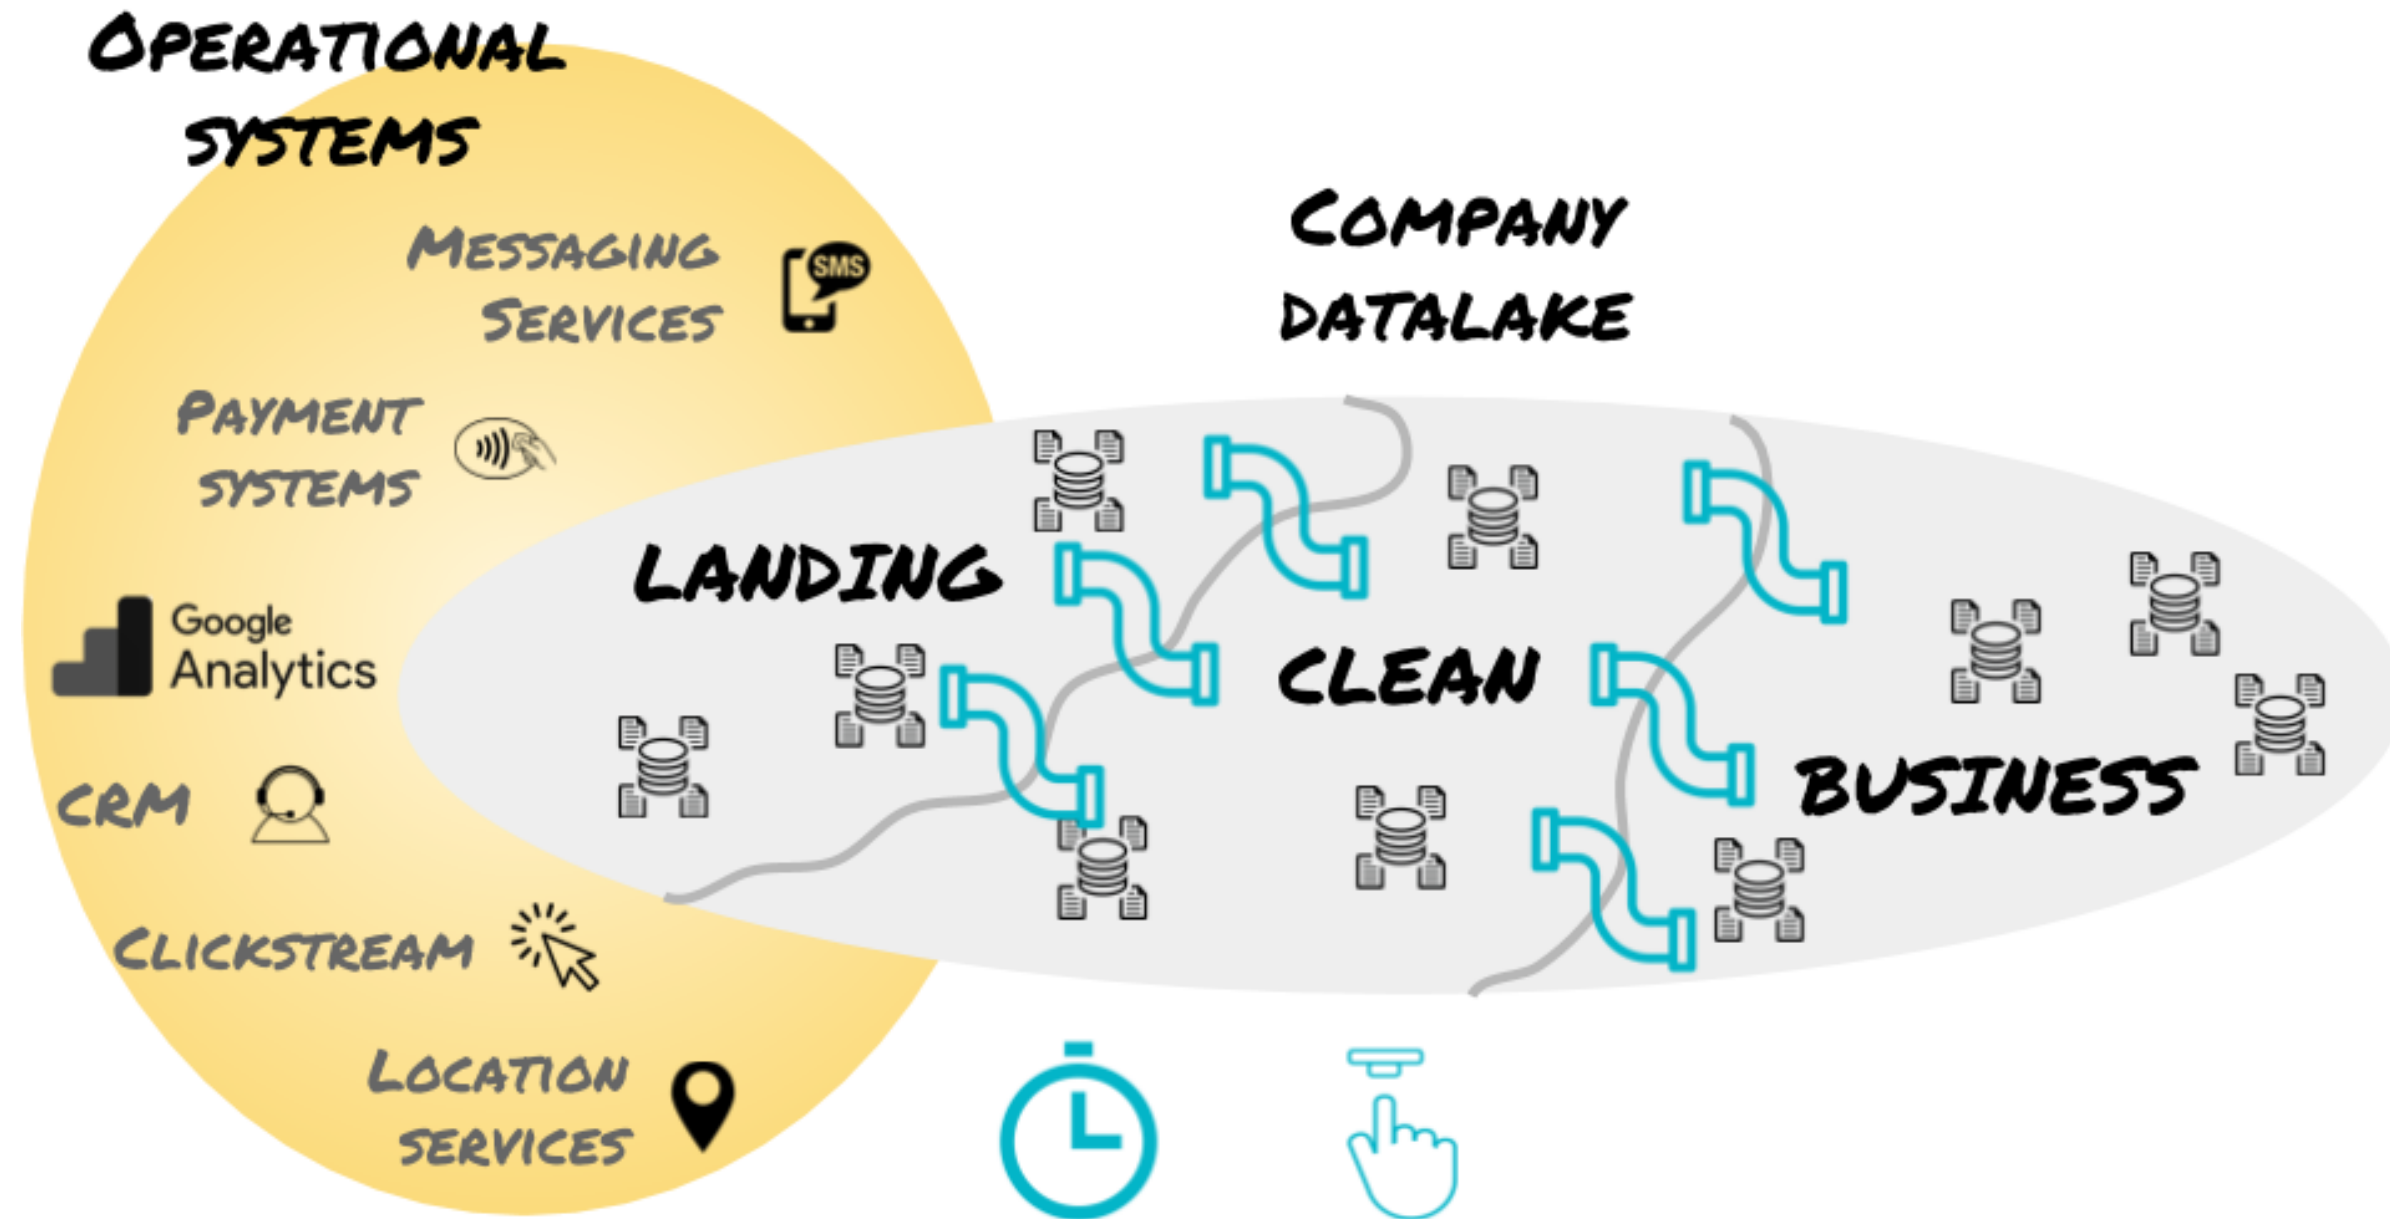 OPERATIONAL
SYSTEMS
MESSAGING
SERVICES
SMS
PAYMENT
SYSTEMS
Google
Analytics
CRM
CLICKSTREAM
LOCATION
SERVICES
COMPANY
DATALAKE
LANDING
CLEAN
BUSINESS